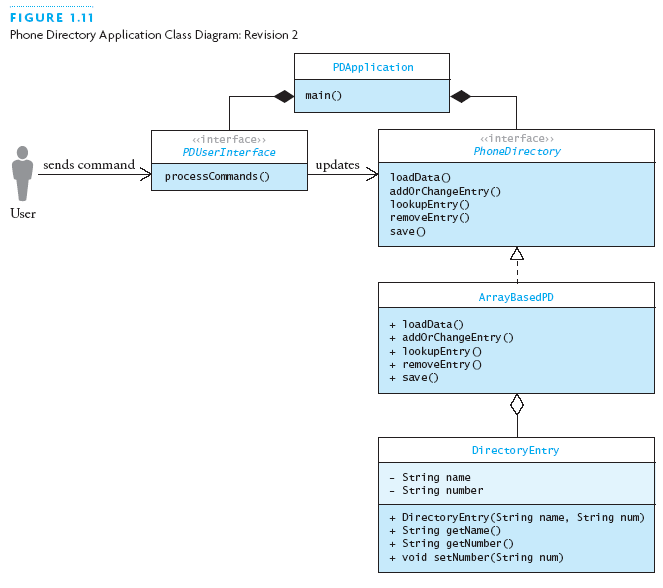 FIGURE 1.11
Phone Directory Application Class Diagram: Revision 2
PDApplication
main()
‹‹interface››
PDUserInterface
processCommands()
‹‹interface››
PhoneDirectory
loadData()
addOrChangeEntry()
lookupEntry()
removeEntry()
save()
sends command
updates
User
ArrayBasedPD
+ loadData()
+ addOrChangeEntry()
+ lookupEntry()
+ removeEntry()
+ save()
DirectoryEntry
- String name
- String number
+ DirectoryEntry(String name, String num)
+ String getName()
+ String getNumber()
+ void setNumber(String num)